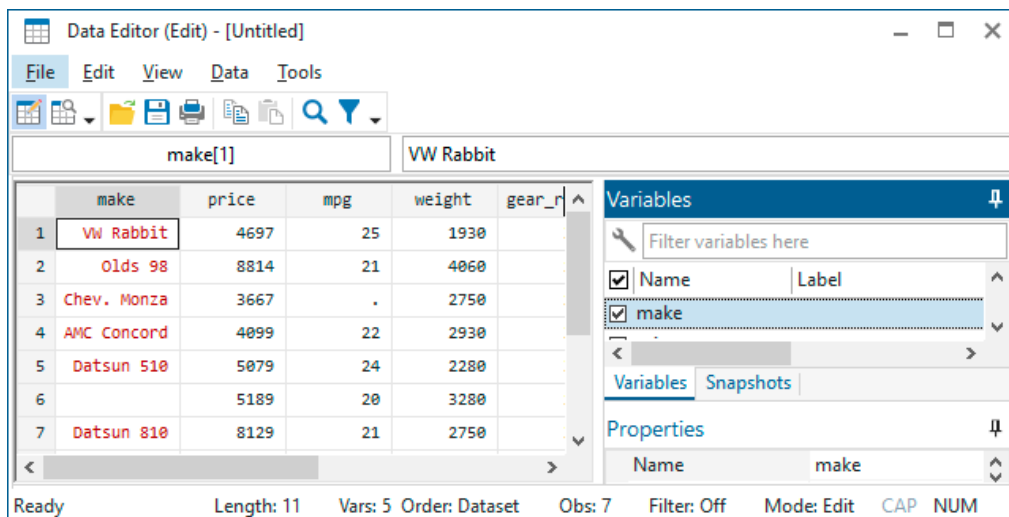 Data Editor (Edit) - [Untitled]
File Edit View Data Tools
make[1] VW Rabbit
make price mpg weight gear_r
1 VW Rabbit 4697 25 1930
2 Olds 98 8814 21 4060
3 Chev. Monza 3667 . 2750
4 AMC Concord 4099 22 2930
5 Datsun 510 5079 24 2280
6 5189 20 3280
7 Datsun 810 8129 21 2750
Variables
Filter variables here
Name Label
make
Variables Snapshots
Properties
Name make
Ready Length: 11 Vars: 5 Order: Dataset Obs: 7 Filter: Off Mode: Edit CAP NUM